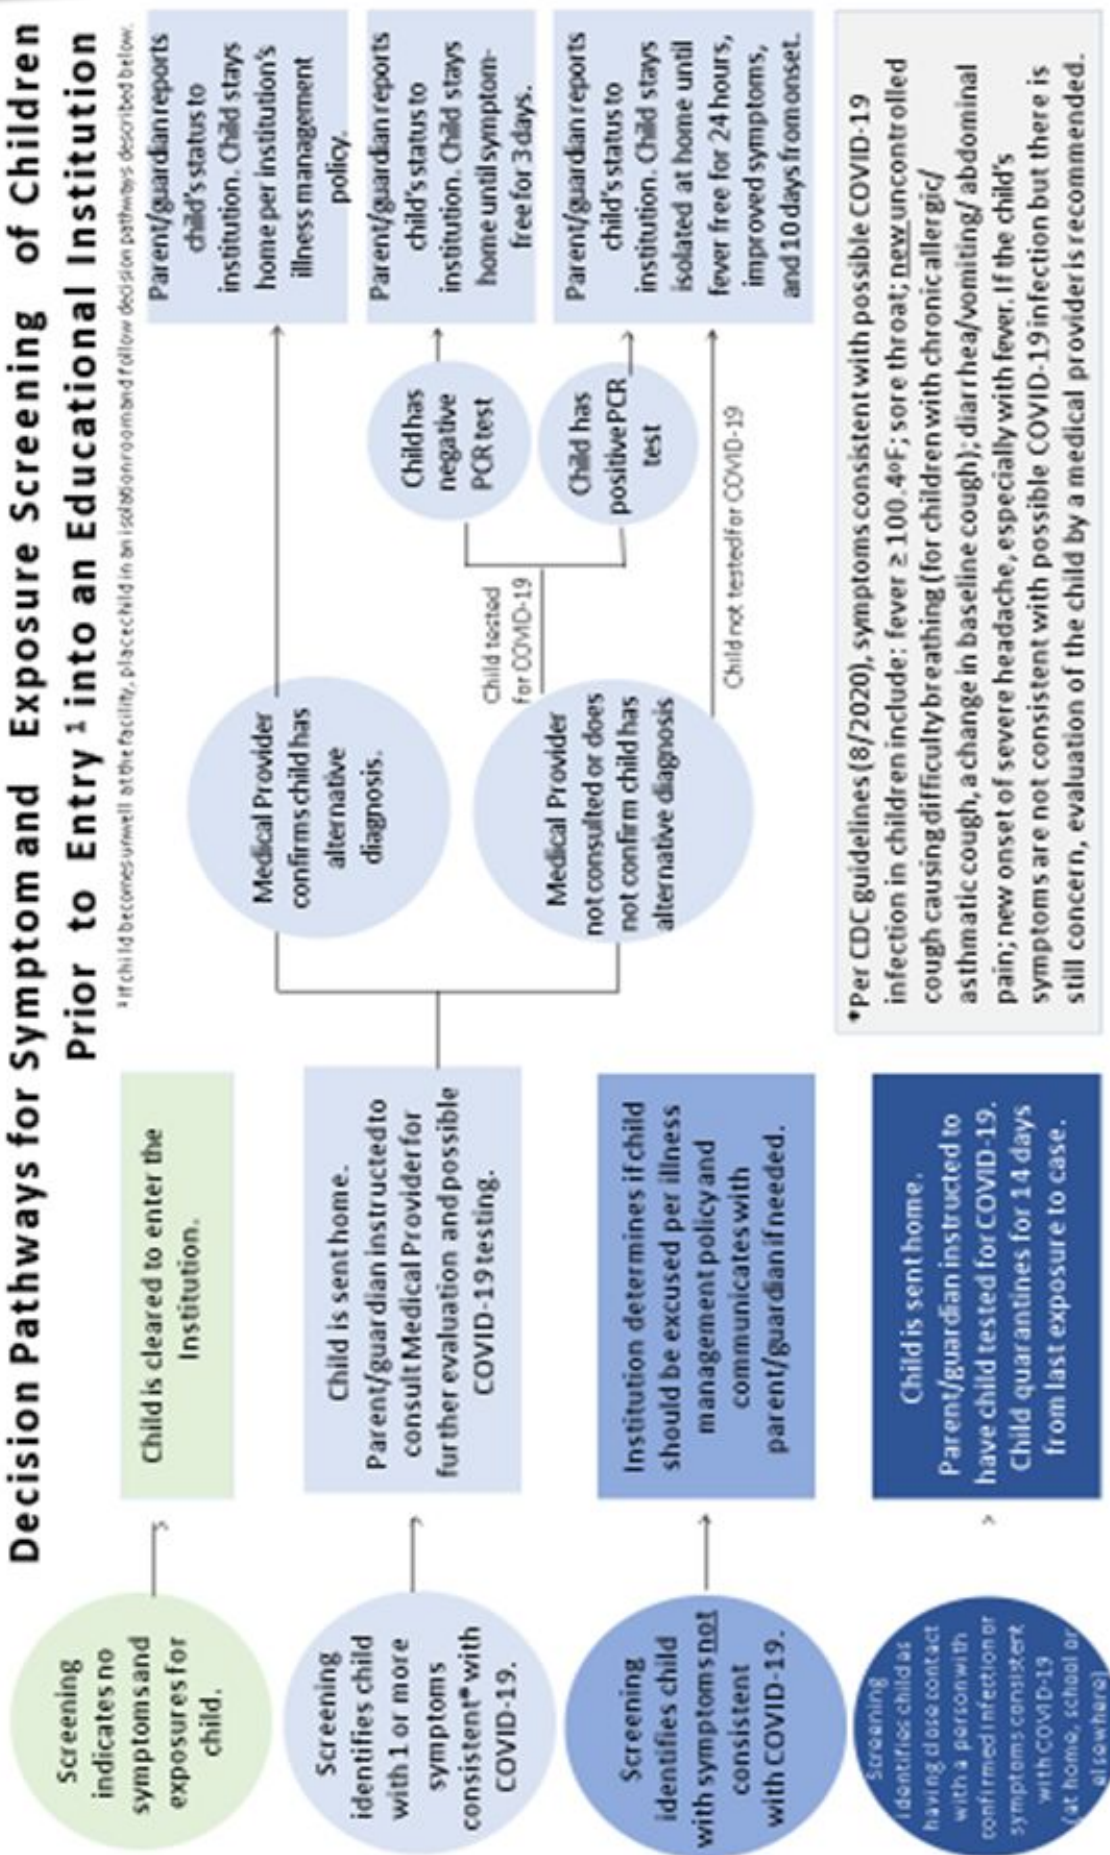 Decision Pathways for Symptom and Exposure Screening of Children
Prior to Entry ¹ into an Educational Institution
¹ If child becomes unwell at the facility, place child in an isolation room and follow decision pathways described below.
Screening
indicates no
symptoms and
exposures for
child.
Child is cleared to enter the
Institution.
Screening
identifies child
with 1 or more
symptoms
consistent* with
COVID-19.
Child is sent home.
Parent/guardian instructed to
consult Medical Provider for
further evaluation and possible
COVID-19 testing.
Medical Provider
confirms child has
alternative
diagnosis.
Parent/guardian reports
child's status to
institution. Child stays
home per institution's
illness management
policy.
Medical Provider
not consulted or does
not confirm child has
alternative diagnosis
Child tested
for COVID-19
Child has
negative
PCR test
Parent/guardian reports
child's status to
institution. Child stays
home until symptom-
free for 3 days.
Child has
positive PCR
test
Child not tested for COVID-19
Parent/guardian reports
child's status to
institution. Child stays
isolated at home until
fever free for 24 hours,
improved symptoms,
and 10 days from onset.
Screening
identifies child
with symptoms not
consistent
with COVID-19.
Institution determines if child
should be excused per illness
management policy and
communicates with
parent/guardian if needed.
Screening
identifies child as
having close contact
with a person with
confirmed infection or
symptoms consistent
with COVID-19
(at home, school or
elsewhere)
Child is sent home.
Parent/guardian instructed to
have child tested for COVID-19.
Child quarantines for 14 days
from last exposure to case.
*Per CDC guidelines (8/2020), symptoms consistent with possible COVID-19
infection in children include: fever ≥ 100.4ºF; sore throat; new uncontrolled
cough causing difficulty breathing (for children with chronic allergic/
asthmatic cough, a change in baseline cough); diarrhea/vomiting/ abdominal
pain; new onset of severe headache, especially with fever. If the child's
symptoms are not consistent with possible COVID-19 infection but there is
still concern, evaluation of the child by a medical provider is recommended.